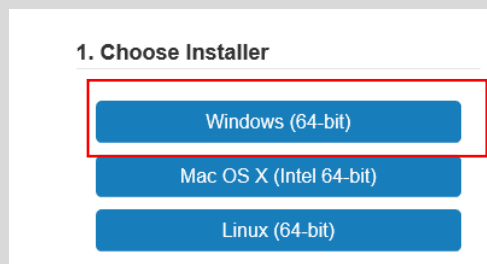 1. Choose Installer
Windows (64-bit)
Mac OS X (Intel 64-bit)
Linux (64-bit)